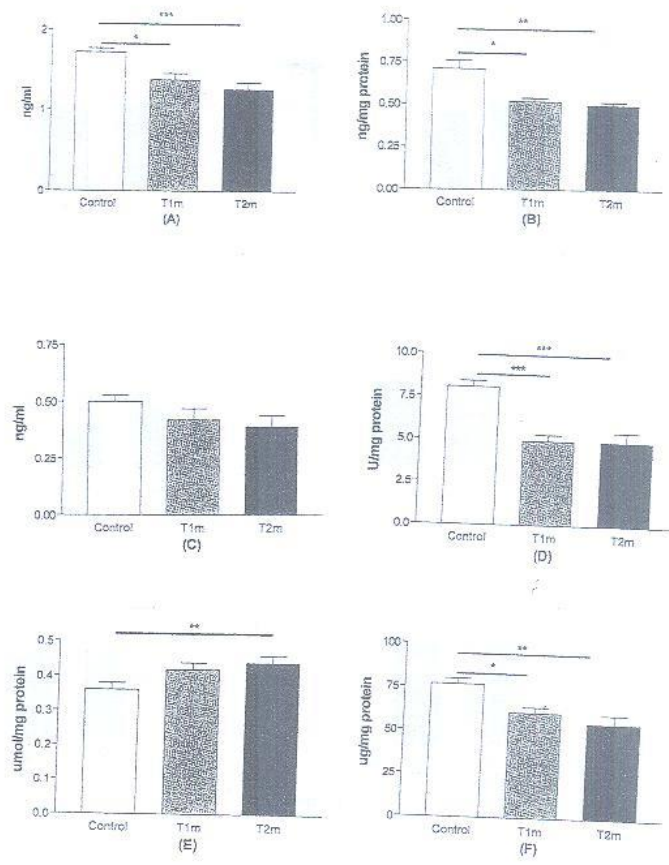 ***
*
2
1
0
ng/ml
Control T1m T2m
(A)
**
*
1.00
0.75
0.50
0.25
0.00
ng/mg protein
Control T1m T2m
(B)
0.75
0.50
0.25
0.00
ng/ml
Control T1m T2m
(C)
***
***
10.0
7.5
5.0
2.5
0.0
U/mg protein
Control T1m T2m
(D)
**
0.5
0.4
0.3
0.2
0.1
0.0
umol/mg protein
Control T1m T2m
(E)
**
*
100
75
50
25
0
ug/mg protein
Control T1m T2m
(F)